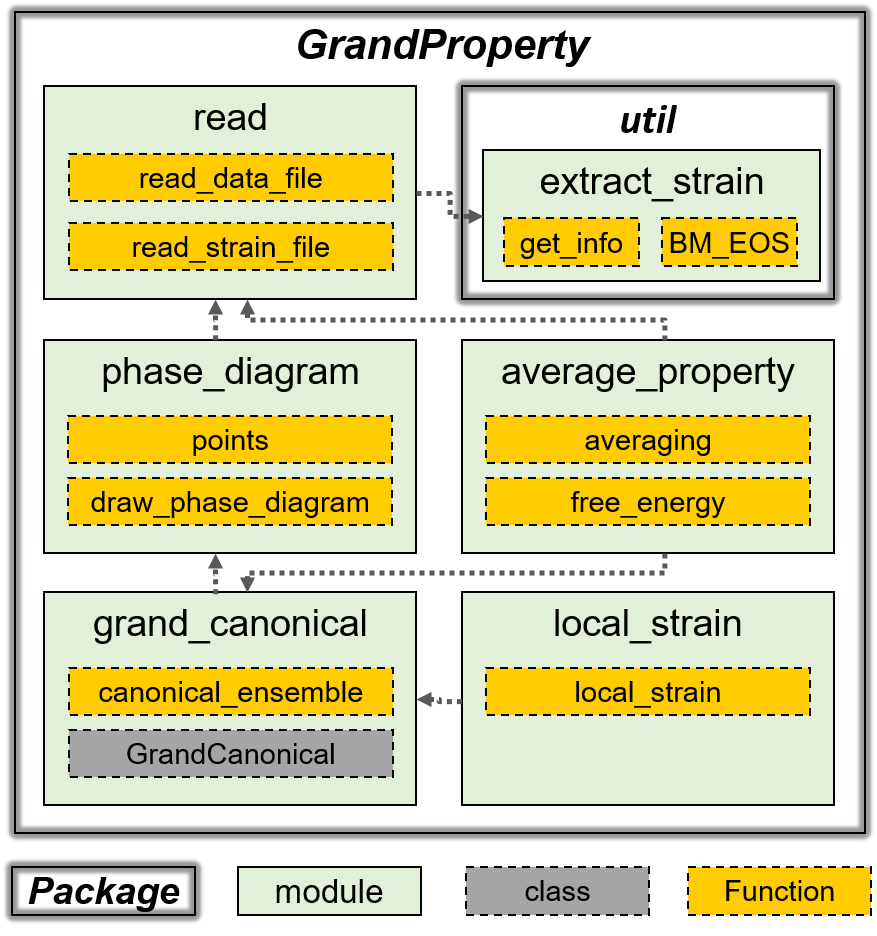 GrandProperty
read
read_data_file
read_strain_file
util
extract_strain
get_info
BM_EOS
phase_diagram
points
draw_phase_diagram
average_property
averaging
free_energy
grand_canonical
canonical_ensemble
GrandCanonical
local_strain
local_strain
Package
module
class
Function